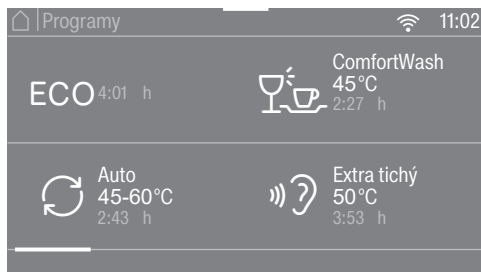 Programy
11:02
ECO 4:01 h
ComfortWash
45°C
2:27 h
Auto
45-60°C
2:43 h
Extra tichý
50°C
3:53 h